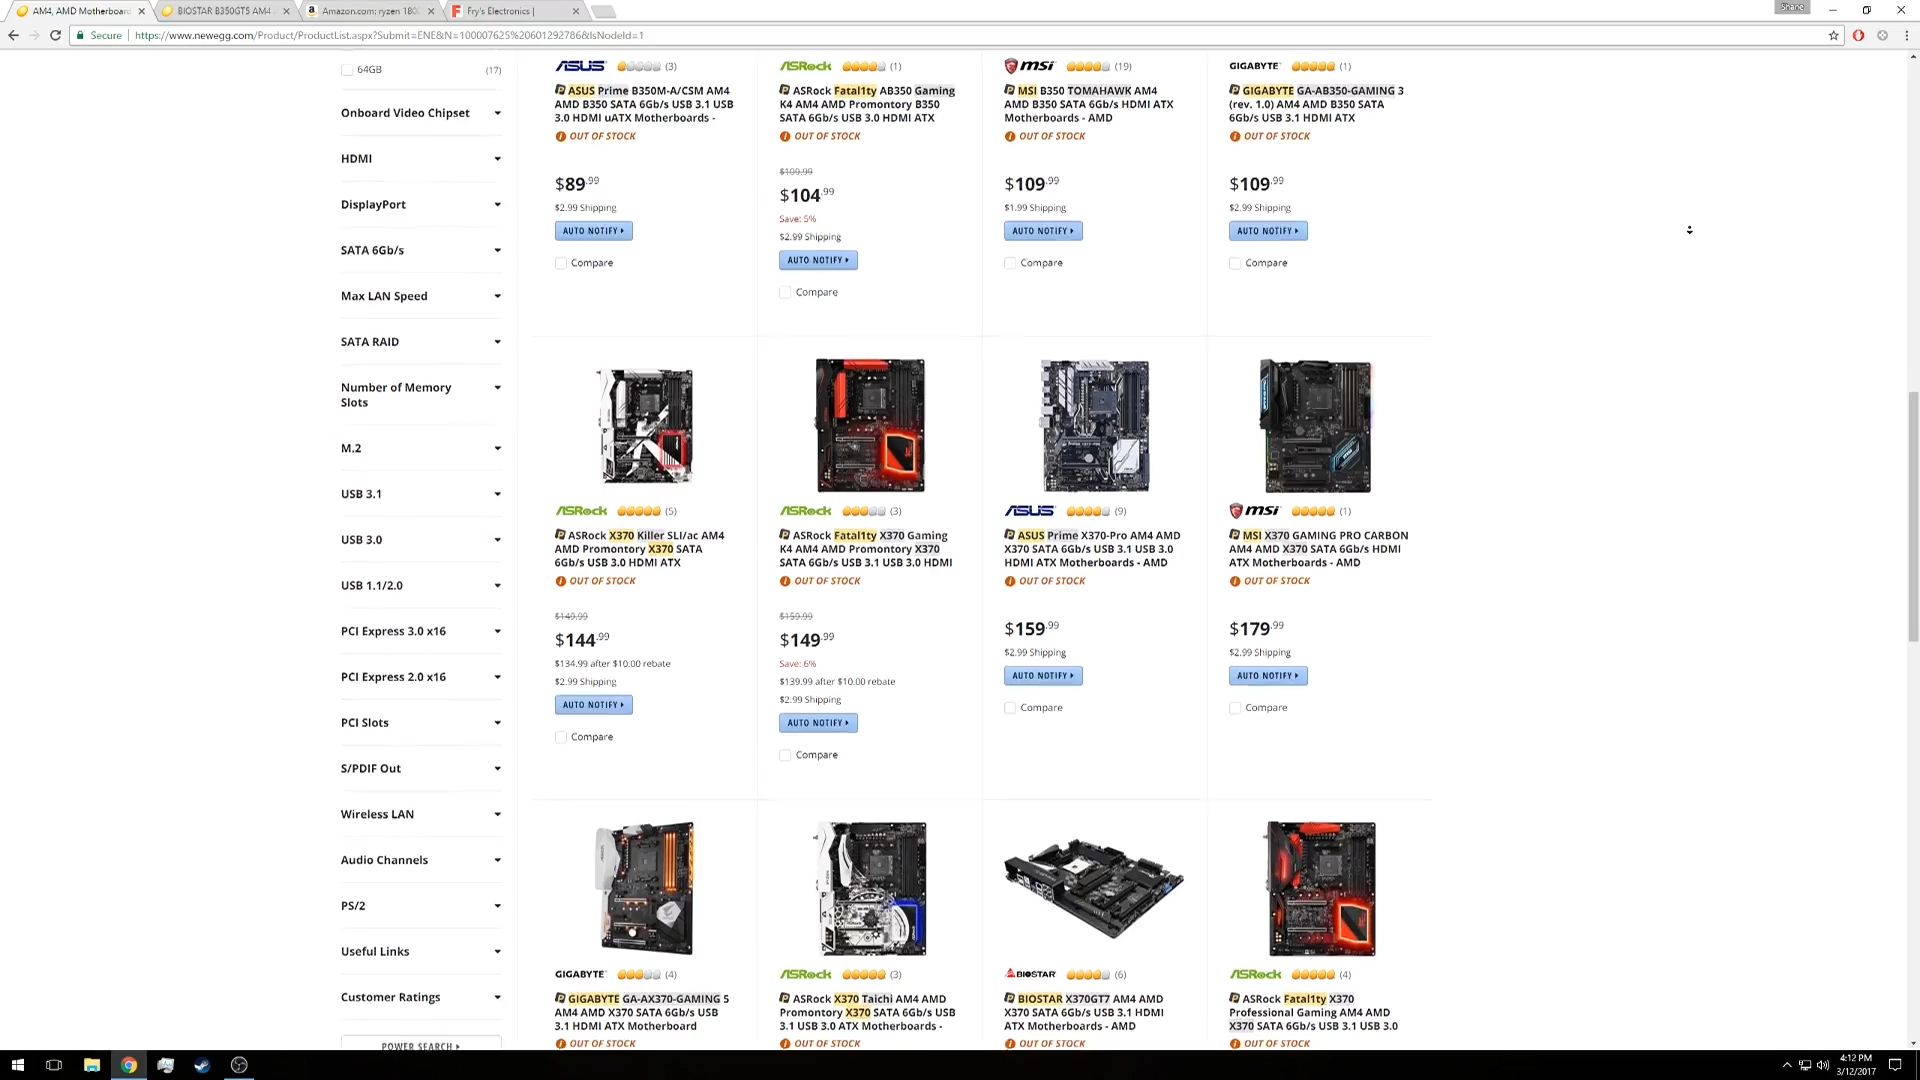 AM4, AMD Motherboard
BIOSTAR B350GT5 AM4
Amazon.com: ryzen 180
Fry's Electronics |
Shane
Secure
https://www.newegg.com/Product/ProductList.aspx?Submit=ENE&N=100007625%20601292786&IsNodeId=1
64GB
(17)
Onboard Video Chipset
HDMI
DisplayPort
SATA 6Gb/s
Max LAN Speed
SATA RAID
Number of Memory
Slots
M.2
USB 3.1
USB 3.0
USB 1.1/2.0
PCI Express 3.0 x16
PCI Express 2.0 x16
PCI Slots
S/PDIF Out
Wireless LAN
Audio Channels
PS/2
Useful Links
Customer Ratings
POWER SEARCH
ASUS (3)
ASUS Prime B350M-A/CSM AM4
AMD B350 SATA 6Gb/s USB 3.1 USB
3.0 HDMI uATX Motherboards -
OUT OF STOCK
$89.99
$2.99 Shipping
AUTO NOTIFY
Compare
ASRock (1)
ASRock Fatal1ty AB350 Gaming
K4 AM4 AMD Promontory B350
SATA 6Gb/s USB 3.0 HDMI ATX
OUT OF STOCK
$109.99
$104.99
Save: 5%
$2.99 Shipping
AUTO NOTIFY
Compare
msi (19)
MSI B350 TOMAHAWK AM4
AMD B350 SATA 6Gb/s HDMI ATX
Motherboards - AMD
OUT OF STOCK
$109.99
$1.99 Shipping
AUTO NOTIFY
Compare
GIGABYTE (1)
GIGABYTE GA-AB350-GAMING 3
(rev. 1.0) AM4 AMD B350 SATA
6Gb/s USB 3.1 HDMI ATX
OUT OF STOCK
$109.99
$2.99 Shipping
AUTO NOTIFY
Compare
ASRock (5)
ASRock X370 Killer SLI/ac AM4
AMD Promontory X370 SATA
6Gb/s USB 3.0 HDMI ATX
OUT OF STOCK
$149.99
$144.99
$134.99 after $10.00 rebate
$2.99 Shipping
AUTO NOTIFY
Compare
ASRock (3)
ASRock Fatal1ty X370 Gaming
K4 AM4 AMD Promontory X370
SATA 6Gb/s USB 3.1 USB 3.0 HDMI
OUT OF STOCK
$159.99
$149.99
Save: 6%
$139.99 after $10.00 rebate
$2.99 Shipping
AUTO NOTIFY
Compare
ASUS (9)
ASUS Prime X370-Pro AM4 AMD
X370 SATA 6Gb/s USB 3.1 USB 3.0
HDMI ATX Motherboards - AMD
OUT OF STOCK
$159.99
$2.99 Shipping
AUTO NOTIFY
Compare
msi (1)
MSI X370 GAMING PRO CARBON
AM4 AMD X370 SATA 6Gb/s HDMI
ATX Motherboards - AMD
OUT OF STOCK
$179.99
$2.99 Shipping
AUTO NOTIFY
Compare
GIGABYTE (4)
GIGABYTE GA-AX370-GAMING 5
AM4 AMD X370 SATA 6Gb/s USB
3.1 HDMI ATX Motherboard
OUT OF STOCK
ASRock (3)
ASRock X370 Taichi AM4 AMD
Promontory X370 SATA 6Gb/s USB
3.1 USB 3.0 ATX Motherboards -
OUT OF STOCK
BIOSTAR (6)
BIOSTAR X370GT7 AM4 AMD
X370 SATA 6Gb/s USB 3.1 HDMI
ATX Motherboards - AMD
OUT OF STOCK
ASRock (4)
ASRock Fatal1ty X370
Professional Gaming AM4 AMD
X370 SATA 6Gb/s USB 3.1 USB 3.0
OUT OF STOCK
4:12 PM
3/12/2017